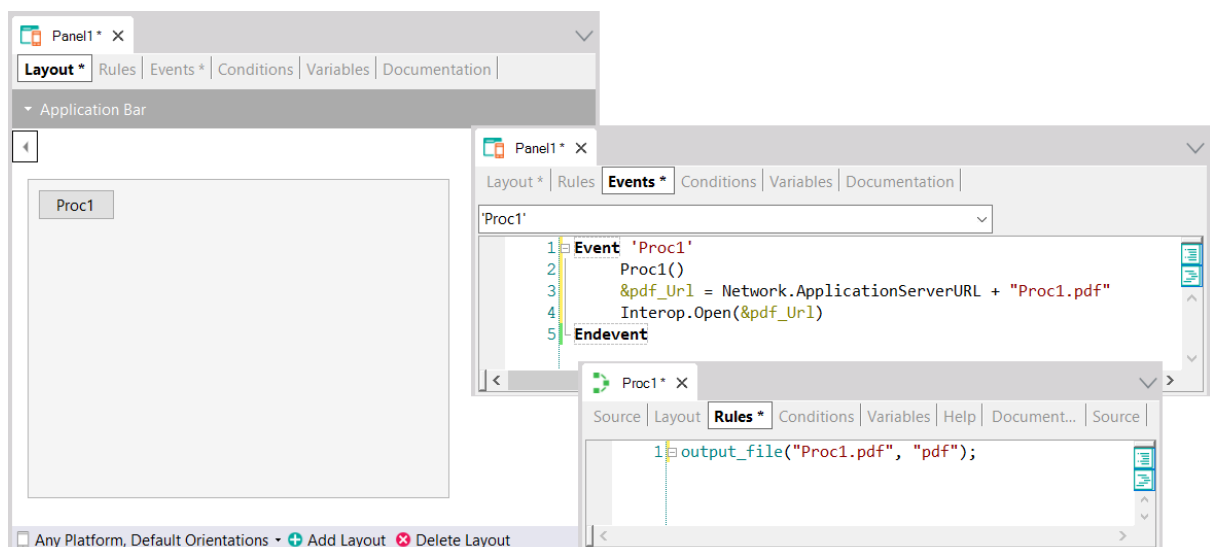 Panel1 *
Layout * Rules Events * Conditions Variables Documentation
Application Bar
Proc1
Any Platform, Default Orientations Add Layout Delete Layout
Panel1 *
Layout * Rules Events * Conditions Variables Documentation
'Proc1'
1 Event 'Proc1'
2 Proc1()
3 &pdf_Url = Network.ApplicationServerURL + "Proc1.pdf"
4 Interop.Open(&pdf_Url)
5 Endevent
Proc1 *
Source Layout Rules * Conditions Variables Help Document... Source
1 output_file("Proc1.pdf", "pdf");